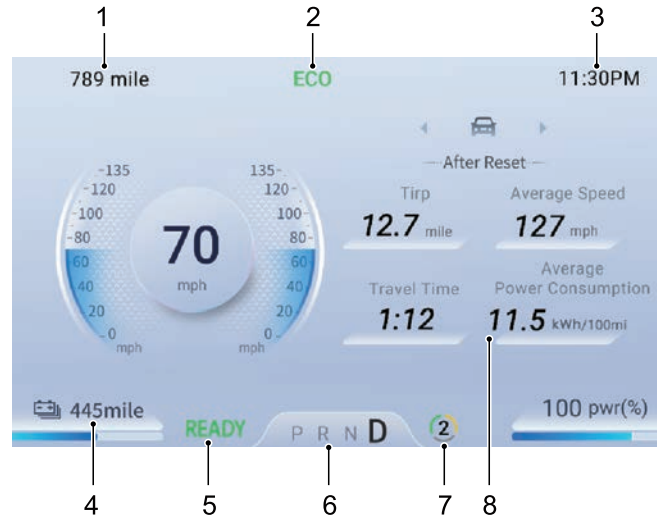 1 2 3
789 mile ECO 11:30PM
After Reset
Tirp Average Speed
12.7 mile 127 mph
Travel Time Average Power Consumption
1:12 11.5 kWh/100mi
135 135
120 120
100 100
80 80
60 60
40 40
20 20
0 0
mph mph
70
mph
445mile READY P R N D 2 100 pwr(%)
4 5 6 7 8